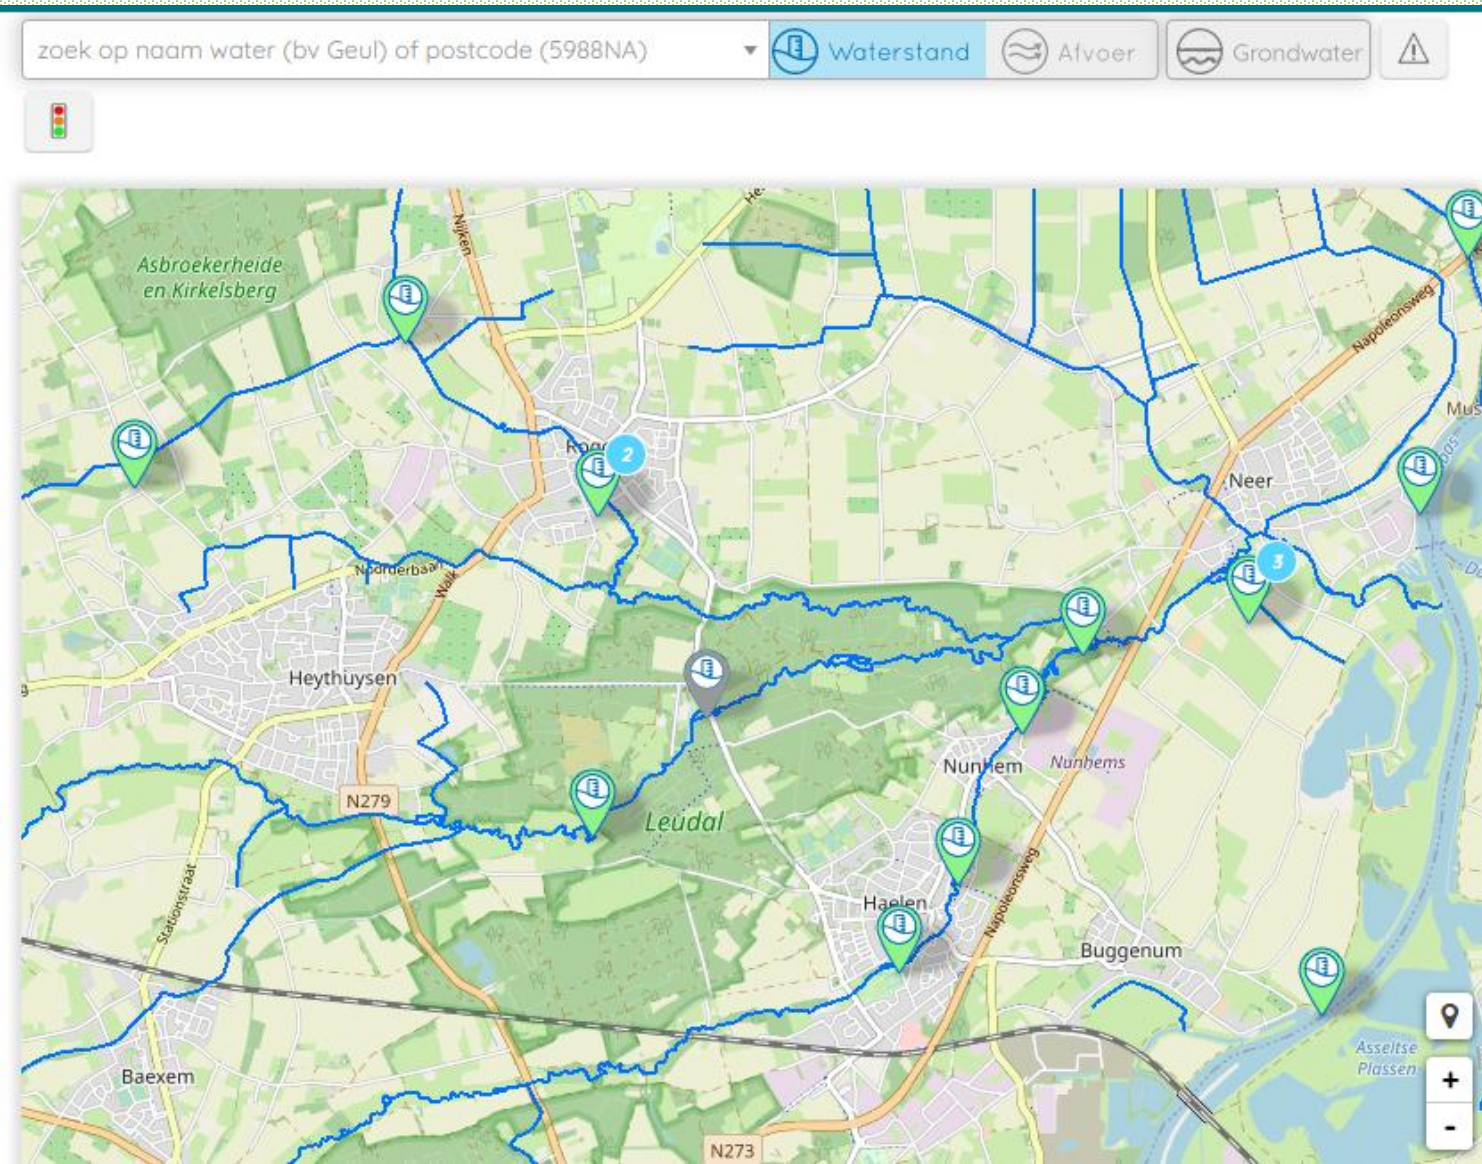 zoek op naam water (bv Geul) of postcode (5988NA)
Waterstand
Afvoer
Grondwater
Nijken
Asbroekerheide
en Kirkelsberg
Napoleonsweg
2
Neer
3
Noorderbaan
Walk
Heythuysen
Nunhem
Nunhems
N279
Leudal
Stationstraat
Haelen
Napoleonsweg
Buggenum
Asseltse
Plassen
Baexem
+
-
N273